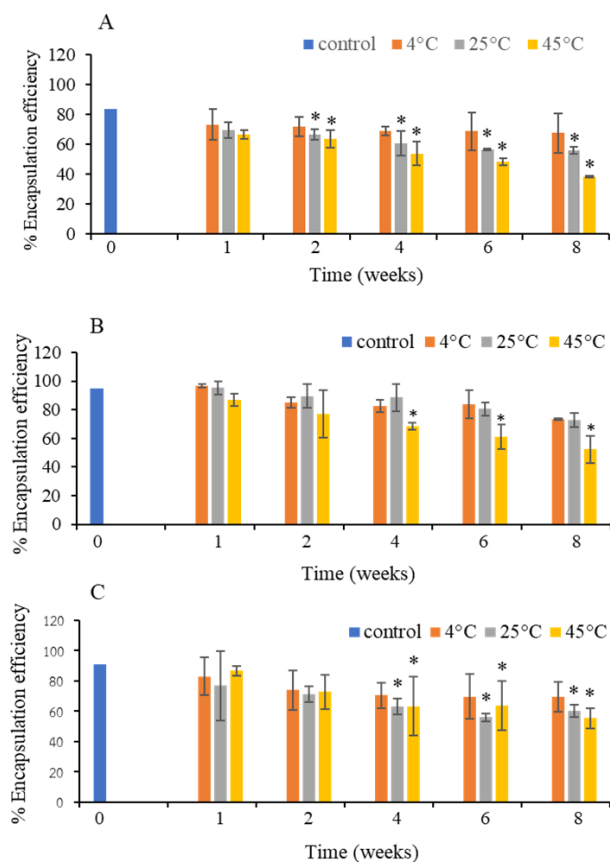 A
control 4°C 25°C 45°C
120
100
80
60
40
20
0
% Encapsulation efficiency
* * * * * * * *
0 1 2 4 6 8
Time (weeks)
B
control 4°C 25°C 45°C
120
100
80
60
40
20
0
% Encapsulation efficiency
* * *
0 1 2 4 6 8
Time (weeks)
C
control 4°C 25°C 45°C
120
100
80
60
40
20
0
% Encapsulation efficiency
* * * * * *
0 1 2 4 6 8
Time (weeks)